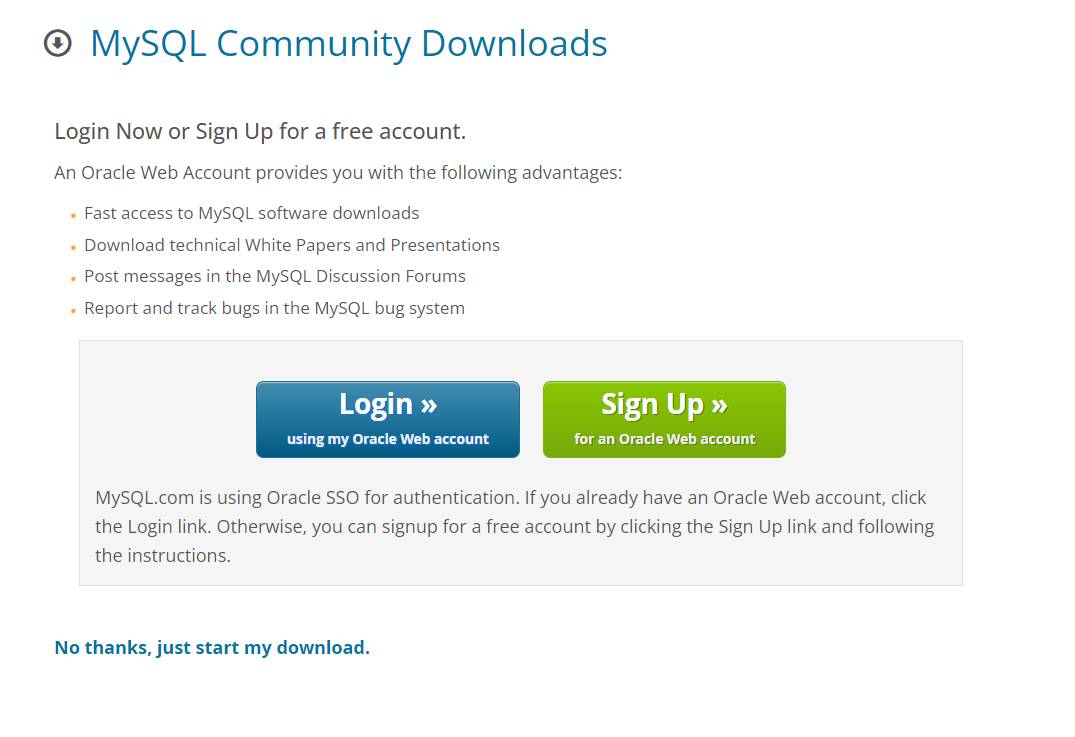 MySQL Community Downloads
Login Now or Sign Up for a free account.
An Oracle Web Account provides you with the following advantages:
Fast access to MySQL software downloads
Download technical White Papers and Presentations
Post messages in the MySQL Discussion Forums
Report and track bugs in the MySQL bug system
Login »
using my Oracle Web account
Sign Up »
for an Oracle Web account
MySQL.com is using Oracle SSO for authentication. If you already have an Oracle Web account, click
the Login link. Otherwise, you can signup for a free account by clicking the Sign Up link and following
the instructions.
No thanks, just start my download.